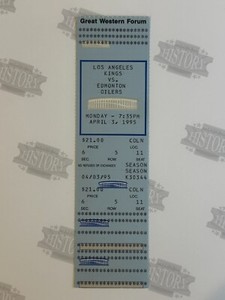 Great Western Forum
LOS ANGELES
KINGS
VS.
EDMONTON
OILERS
MONDAY - 7:35PM
APRIL 3, 1995
$21.00 COLN
PRICE
6 5 11
SEC. ROW SEAT
SEASON
04/03/95 SEASON
$21.00 COLN
PRICE
6 5 11
SEC. ROW SEAT
HISTORY